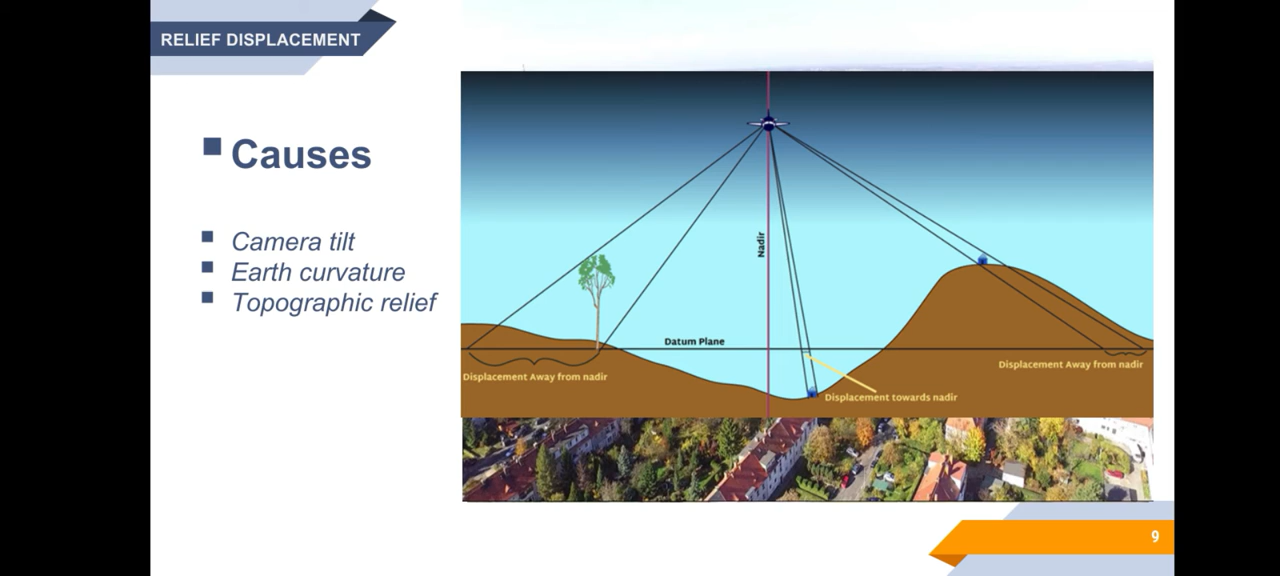 RELIEF DISPLACEMENT
Causes
Camera tilt
Earth curvature
Topographic relief
Nadir
Datum Plane
Displacement Away from nadir
Displacement Away from nadir
Displacement towards nadir
9